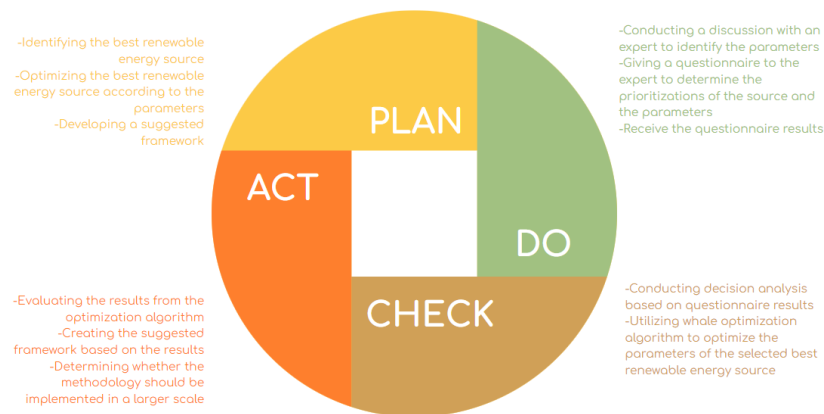 -Identifying the best renewable
energy source
-Optimizing the best renewable
energy source according to the
parameters
-Developing a suggested
framework
PLAN
-Conducting a discussion with an
expert to identify the parameters
-Giving a questionnaire to the
expert to determine the
prioritizations of the source and
the parameters
-Receive the questionnaire results
ACT
DO
CHECK
-Evaluating the results from the
optimization algorithm
-Creating the suggested
framework based on the results
-Determining whether the
methodology should be
implemented in a larger scale
-Conducting decision analysis
based on questionnaire results
-Utilizing whale optimization
algorithm to optimize the
parameters of the selected best
renewable energy source